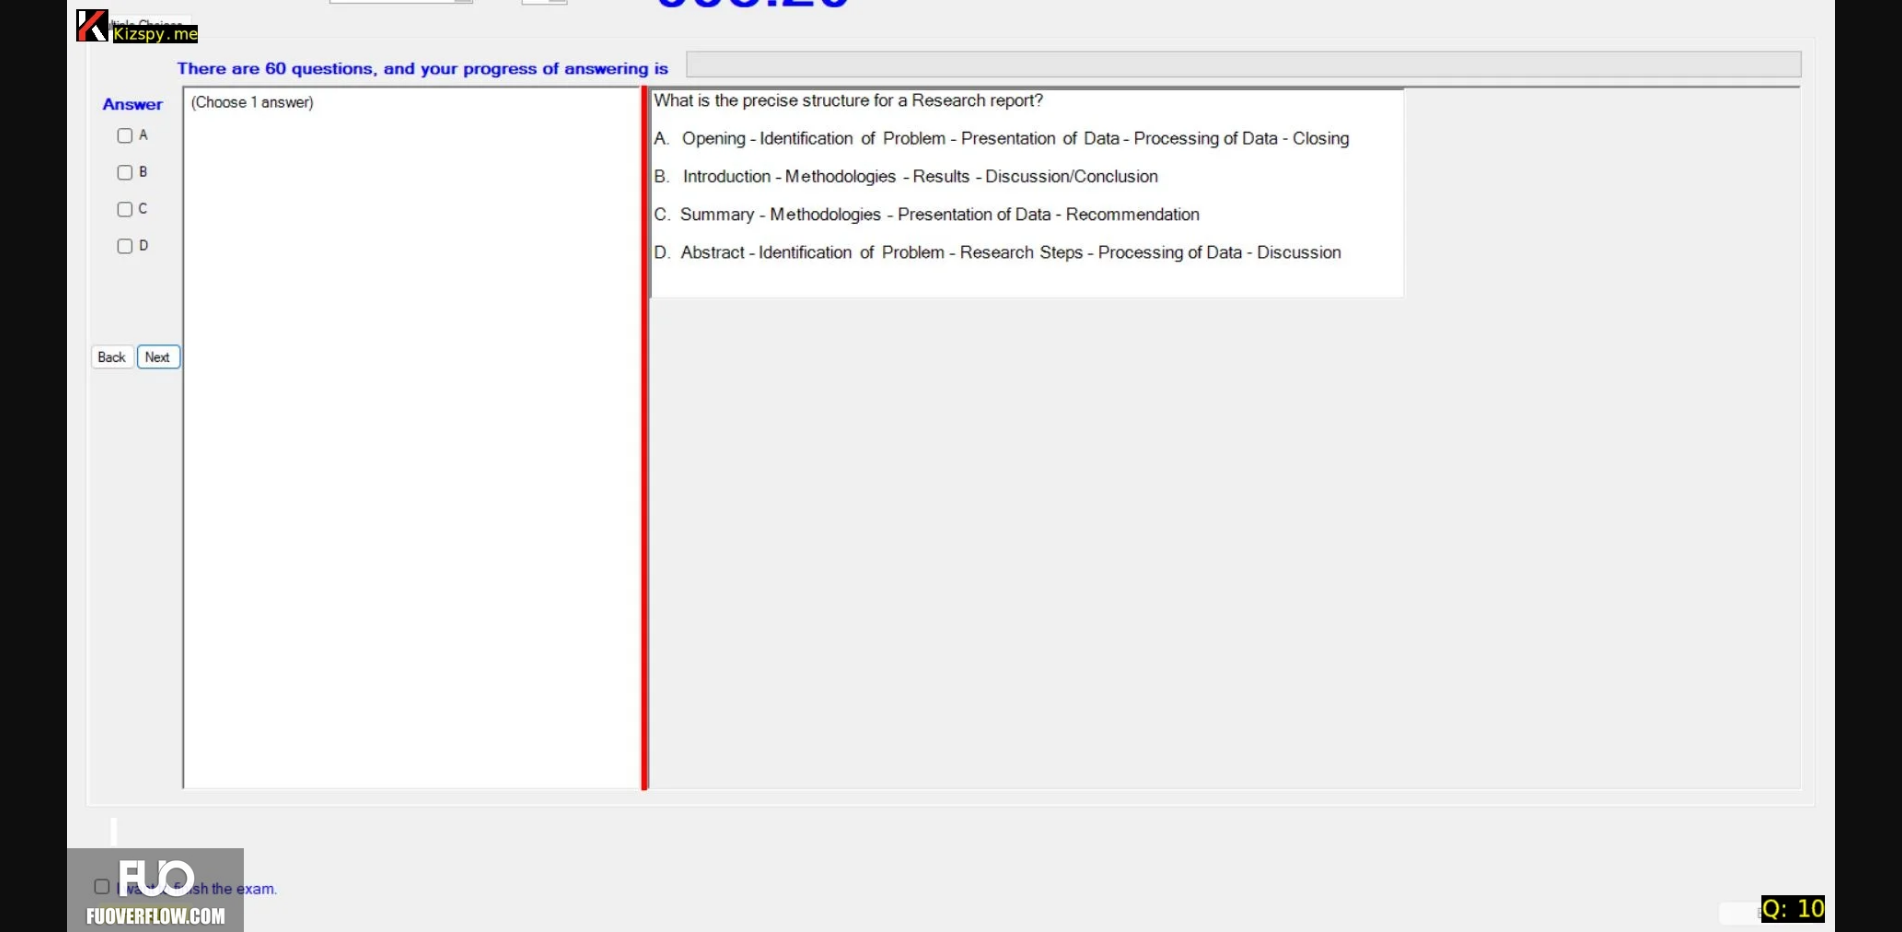 Kizspy.me
There are 60 questions, and your progress of answering is
Answer
(Choose 1 answer)
A
B
C
D
Back Next
What is the precise structure for a Research report?
A. Opening - Identification of Problem - Presentation of Data - Processing of Data - Closing
B. Introduction - Methodologies - Results - Discussion/Conclusion
C. Summary - Methodologies - Presentation of Data - Recommendation
D. Abstract - Identification of Problem - Research Steps - Processing of Data - Discussion
FUO
the exam.
FUOVERFLOW.COM
Q: 10